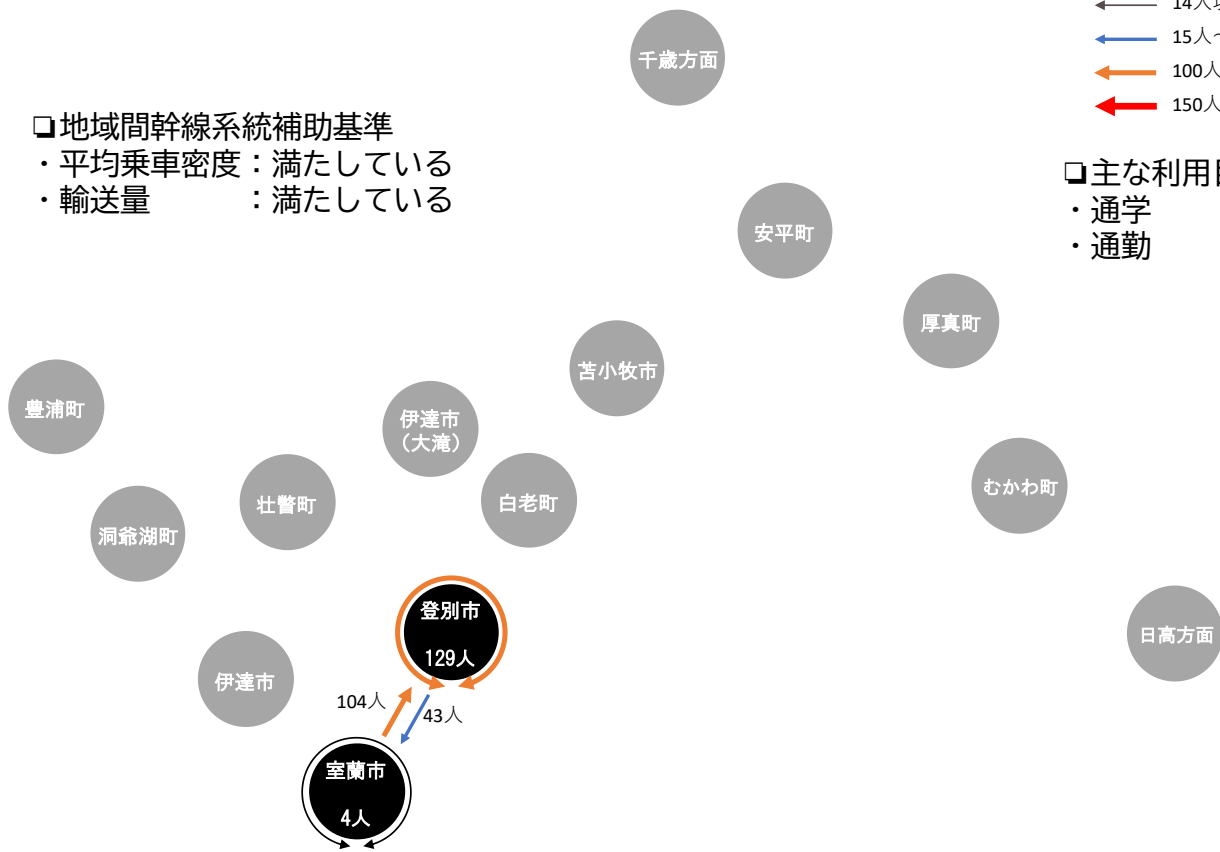 14人
15人～
100人
150人
千歳方面
❏地域間幹線系統補助基準
・平均乗車密度：満たしている
・輸送量　　　：満たしている
❏主な利用
・通学
・通勤
安平町
厚真町
苫小牧市
豊浦町
伊達市
（大滝）
むかわ町
壮瞥町
白老町
洞爺湖町
登別市
129人
日高方面
伊達市
104人
43人
室蘭市
4人